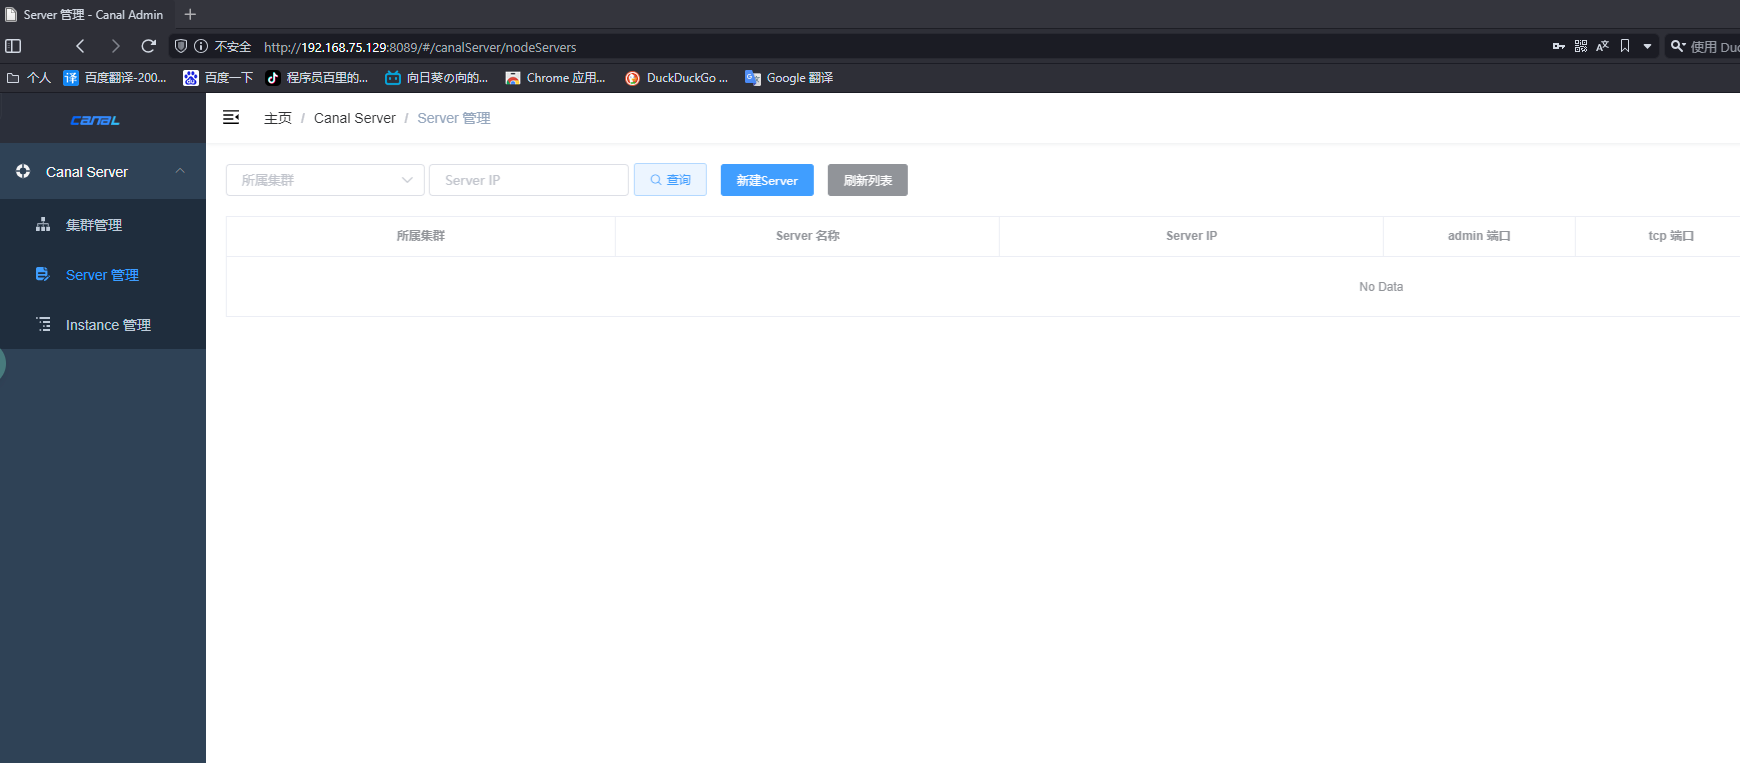 Server 管理 - Canal Admin
不安全 http://192.168.75.129:8089/#/canalServer/nodeServers 使用 Duc
个人 译 百度翻译-200... 百度一下 程序员百里的... 向日葵の向的... Chrome 应用... DuckDuckGo ... Google 翻译
CANAL 主页 / Canal Server / Server 管理
Canal Server
集群管理
Server 管理
Instance 管理
所属集群 Server IP 查询 新建Server 刷新列表
所属集群 Server 名称 Server IP admin 端口 tcp 端口
No Data